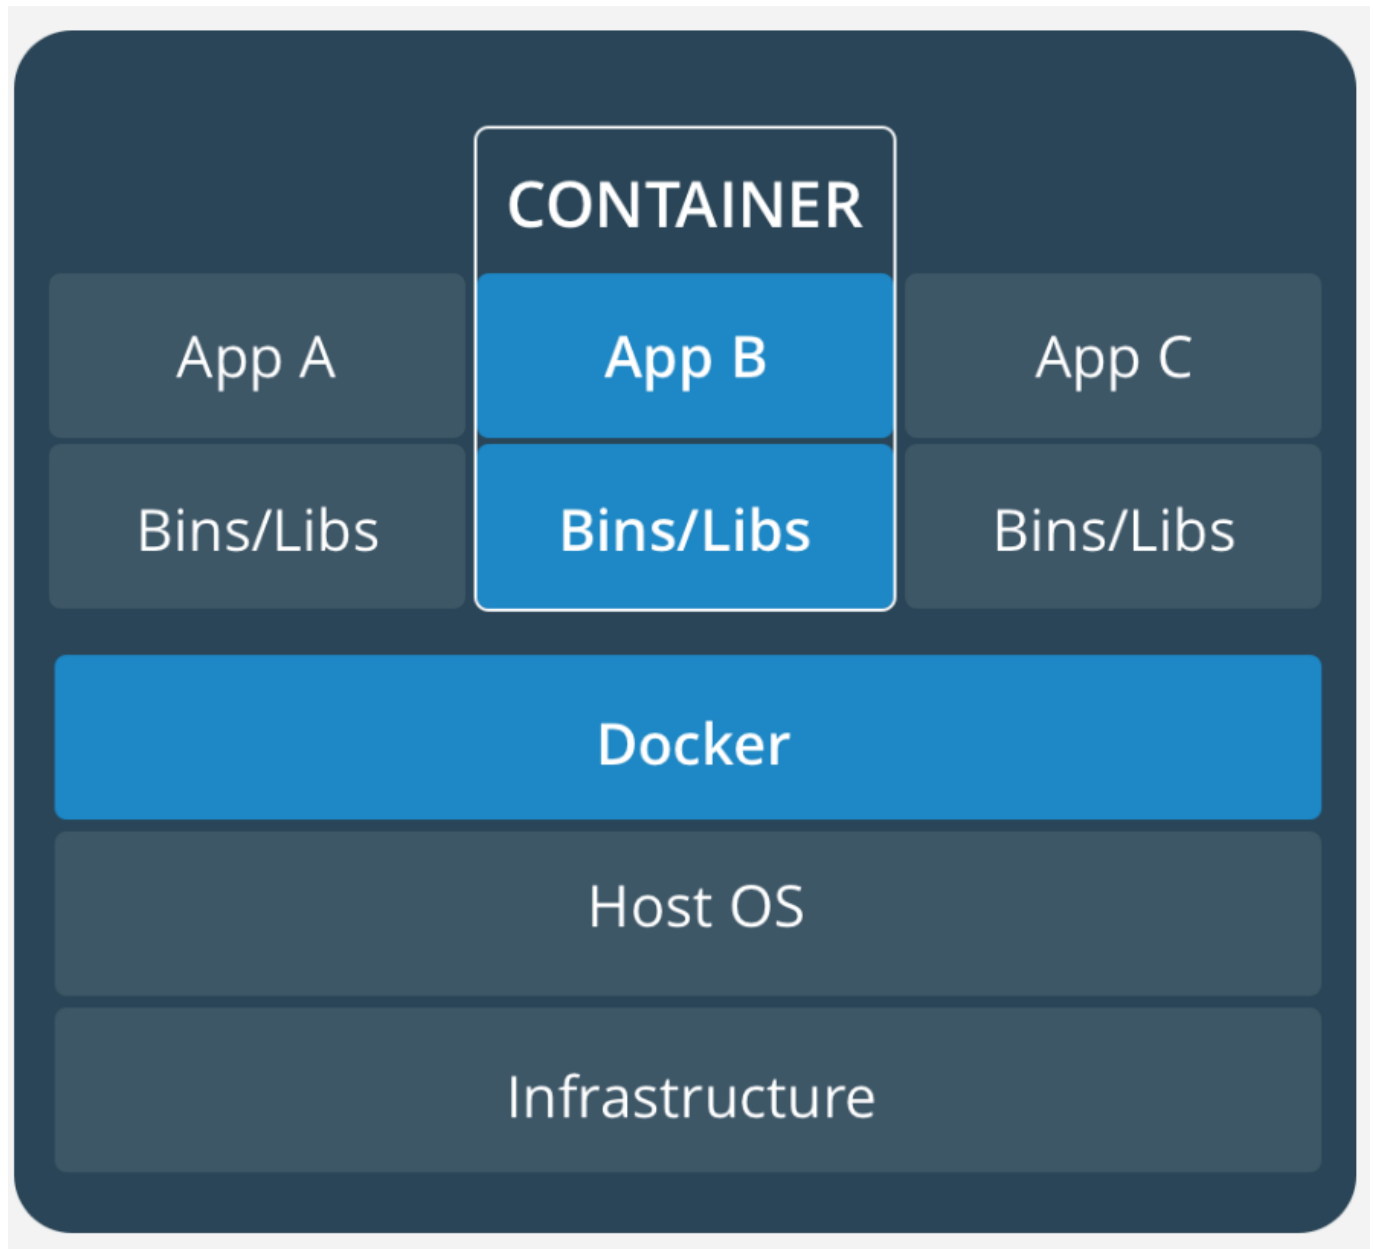 CONTAINER
App A
App B
App C
Bins/Libs
Bins/Libs
Bins/Libs
Docker
Host OS
Infrastructure